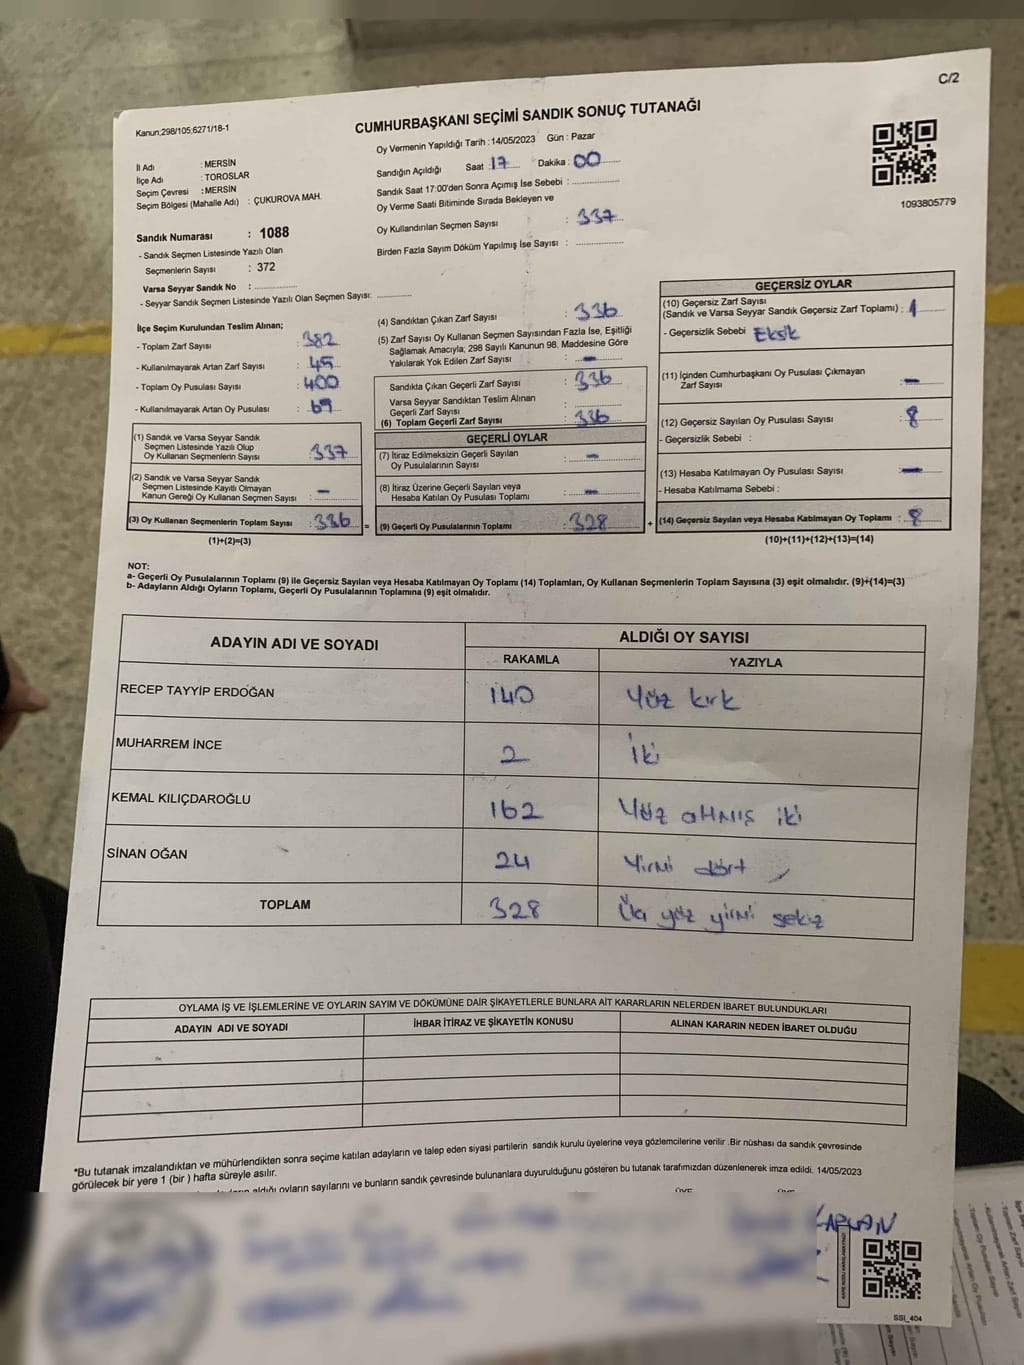 C/2
Kanun;298/105;6271/18-1
CUMHURBAŞKANI SEÇİMİ SANDIK SONUÇ TUTANAĞI
1093805779
İl Adı : MERSİN
İlçe Adı : TOROSLAR
Seçim Çevresi : MERSİN
Seçim Bölgesi (Mahalle Adı) : ÇUKUROVA MAH.
Sandık Numarası : 1088
- Sandık Seçmen Listesinde Yazılı Olan
Seçmenlerin Sayısı : 372
Varsa Seyyar Sandık No :
- Seyyar Sandık Seçmen Listesinde Yazılı Olan Seçmen Sayısı:
Oy Vermenin Yapıldığı Tarih :14/05/2023 Gün : Pazar
Sandığın Açıldığı Saat : 17 Dakika : 00
Sandık Saat 17:00'den Sonra Açımış İse Sebebi :
Oy Verme Saati Bitiminde Sırada Bekleyen ve
Oy Kullandırılan Seçmen Sayısı : 337
Birden Fazla Sayım Döküm Yapılmış İse Sayısı :
İlçe Seçim Kurulundan Teslim Alınan;
- Toplam Zarf Sayısı : 382
- Kullanılmayarak Artan Zarf Sayısı : 45
- Toplam Oy Pusulası Sayısı : 400
- Kullanılmayarak Artan Oy Pusulası : 69
(1) Sandık ve Varsa Seyyar Sandık
Seçmen Listesinde Yazılı Olup
Oy Kullanan Seçmenlerin Sayısı : 337
(2) Sandık ve Varsa Seyyar Sandık
Seçmen Listesinde Kayıtlı Olmayan
Kanun Gereği Oy Kullanan Seçmen Sayısı : -
(3) Oy Kullanan Seçmenlerin Toplam Sayısı : 336 =
(1)+(2)=(3)
(4) Sandıktan Çıkan Zarf Sayısı : 336
(5) Zarf Sayısı Oy Kullanan Seçmen Sayısından Fazla İse, Eşitliği
Sağlamak Amacıyla; 298 Sayılı Kanunun 98. Maddesine Göre
Yakılarak Yok Edilen Zarf Sayısı : -
Sandıkta Çıkan Geçerli Zarf Sayısı : 336
Varsa Seyyar Sandıktan Teslim Alınan
Geçerli Zarf Sayısı :
(6) Toplam Geçerli Zarf Sayısı : 336
GEÇERLİ OYLAR
(7) İtiraz Edilmeksizin Geçerli Sayılan
Oy Pusulalarının Sayısı : -
(8) İtiraz Üzerine Geçerli Sayılan veya
Hesaba Katılan Oy Pusulası Toplamı : -
(9) Geçerli Oy Pusulalarının Toplamı : 328 +
GEÇERSİZ OYLAR
(10) Geçersiz Zarf Sayısı
(Sandık ve Varsa Seyyar Sandık Geçersiz Zarf Toplamı) : 1
- Geçersizlik Sebebi : Eksik
(11) İçinden Cumhurbaşkanı Oy Pusulası Çıkmayan
Zarf Sayısı : -
(12) Geçersiz Sayılan Oy Pusulası Sayısı : 8
- Geçersizlik Sebebi :
(13) Hesaba Katılmayan Oy Pusulası Sayısı : -
- Hesaba Katılmama Sebebi :
(14) Geçersiz Sayılan veya Hesaba Katılmayan Oy Toplamı : 8
(10)+(11)+(12)+(13)=(14)
NOT:
a- Geçerli Oy Pusulalarının Toplamı (9) ile Geçersiz Sayılan veya Hesaba Katılmayan Oy Toplamı (14) Toplamları, Oy Kullanan Seçmenlerin Toplam Sayısına (3) eşit olmalıdır. (9)+(14)=(3)
b- Adayların Aldığı Oyların Toplamı, Geçerli Oy Pusulalarının Toplamına (9) eşit olmalıdır.
ADAYIN ADI VE SOYADI ALDIĞI OY SAYISI
RAKAMLA YAZIYLA
RECEP TAYYİP ERDOĞAN 140 Yüz kırk
MUHARREM İNCE 2 İki
KEMAL KILIÇDAROĞLU 162 Yüz altmış iki
SİNAN OĞAN 24 Yirmi dört
TOPLAM 328 Üç yüz yirmi sekiz
OYLAMA İŞ VE İŞLEMLERİNE VE OYLARIN SAYIM VE DÖKÜMÜNE DAİR ŞİKAYETLERLE BUNLARA AİT KARARLARIN NELERDEN İBARET BULUNDUKLARI
ADAYIN ADI VE SOYADI İHBAR İTİRAZ VE ŞİKAYETİN KONUSU ALINAN KARARIN NEDEN İBARET OLDUĞU
*Bu tutanak imzalandıktan ve mühürlendikten sonra seçime katılan adayların ve talep eden siyasi partilerin sandık kurulu üyelerine veya gözlemcilerine verilir .Bir nüshası da sandık çevresinde
görülecek bir yere 1 (bir ) hafta süreyle asılır.
aldığı oyların sayılarını ve bunların sandık çevresinde bulunanlara duyurulduğunu gösteren bu tutanak tarafımızdan düzenlenerek imza edildi. 14/05/2023
ÜYE
KAPLAN
SSI_404